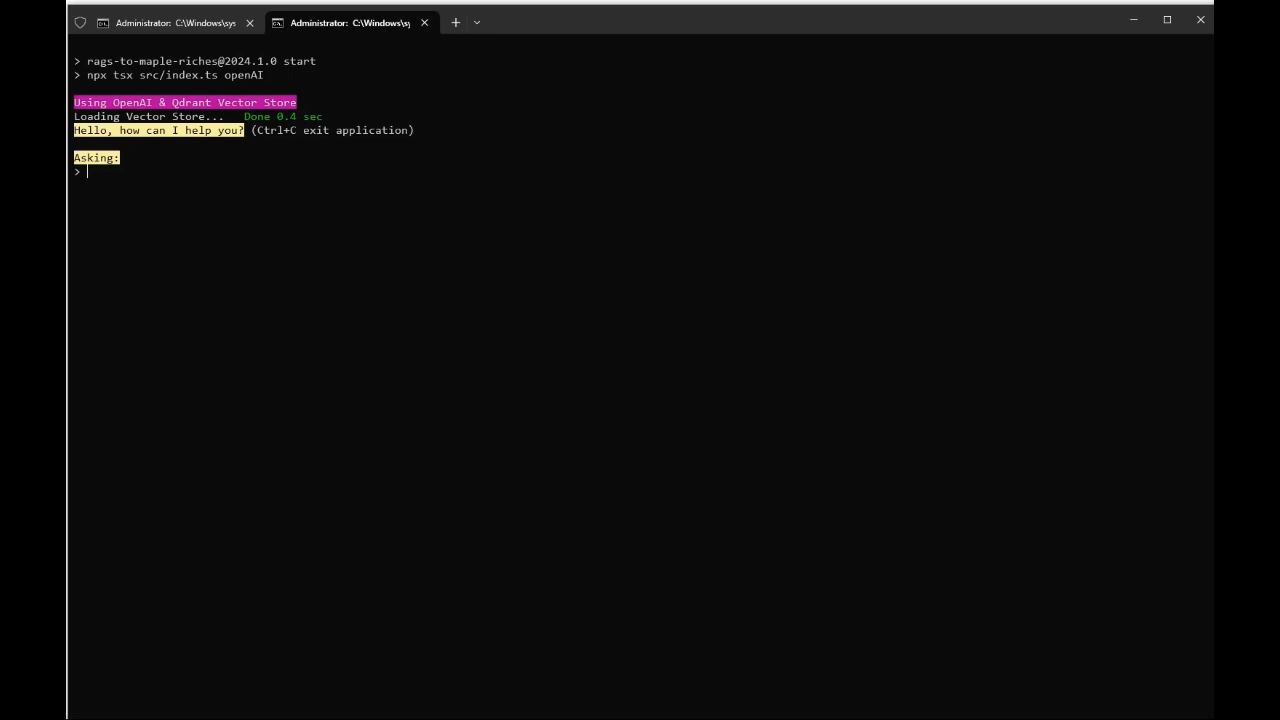 Administrator: C:\Windows\sys
Administrator: C:\Windows\sy
> rags-to-maple-riches@2024.1.0 start
> npx tsx src/index.ts openAI
Using OpenAI & Qdrant Vector Store
Loading Vector Store... Done 0.4 sec
Hello, how can I help you? (Ctrl+C exit application)
Asking:
>